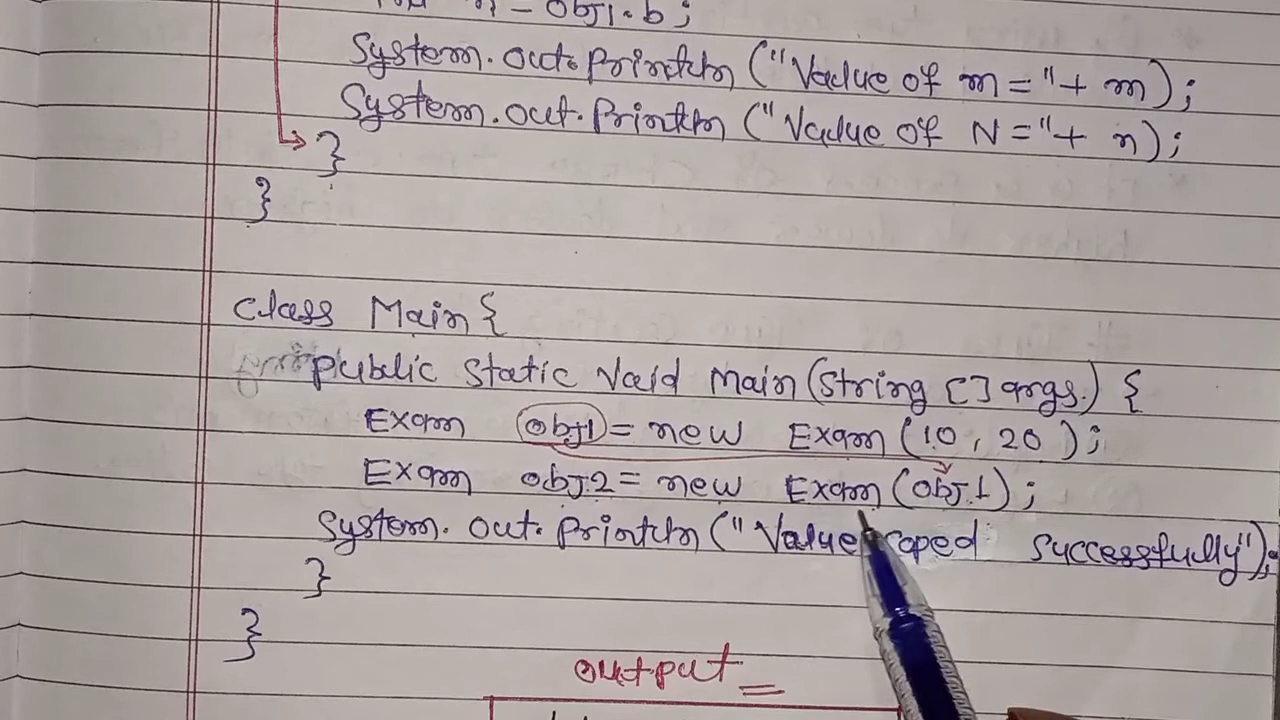 n = obj1.b;
System.out.println ("Value of m = "+ m);
System.out.println ("Value of N = "+ n);
}
}
Class Main{
public static void main (String [] args.) {
Exam obj1 = new Exam (10, 20);
Exam obj2 = new Exam (obj1);
System.out.println ("Value coped successfully");
}
}
output =